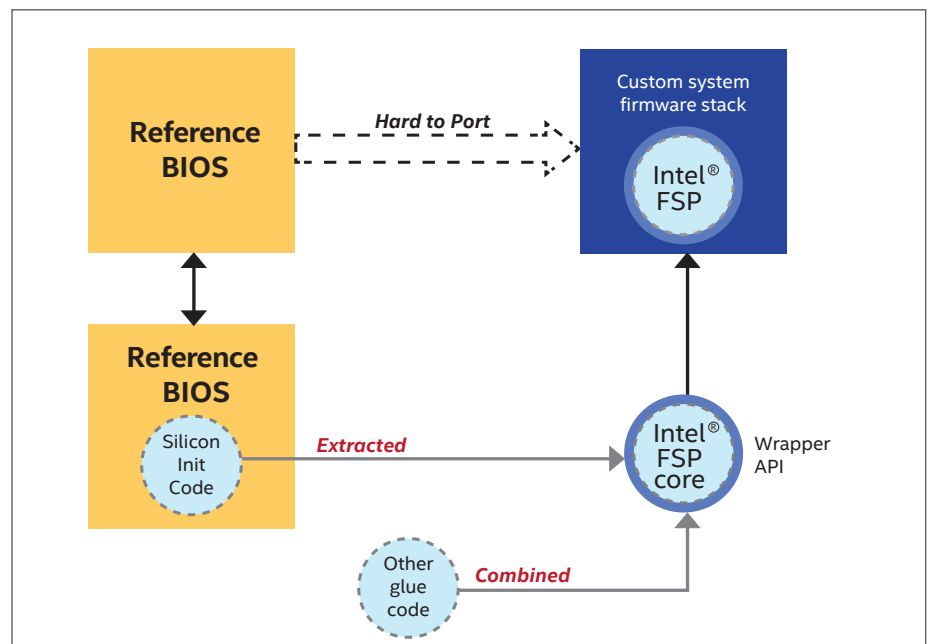 Reference
BIOS
Hard to Port
Custom system
firmware stack
Intel®
FSP
Reference
BIOS
Silicon
Init
Code
Extracted
Intel®
FSP
core
Wrapper
API
Other
glue
code
Combined